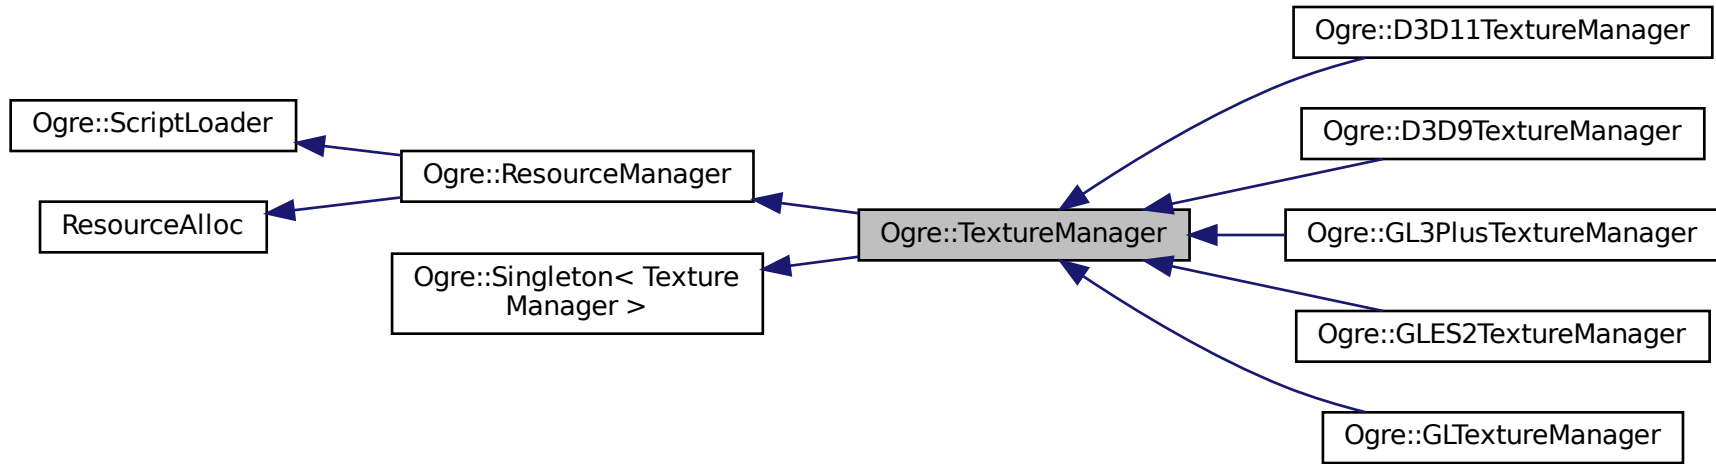 Ogre::ScriptLoader
ResourceAlloc
Ogre::ResourceManager
Ogre::Singleton< Texture
Manager >
Ogre::TextureManager
Ogre::D3D11TextureManager
Ogre::D3D9TextureManager
Ogre::GL3PlusTextureManager
Ogre::GLES2TextureManager
Ogre::GLTextureManager